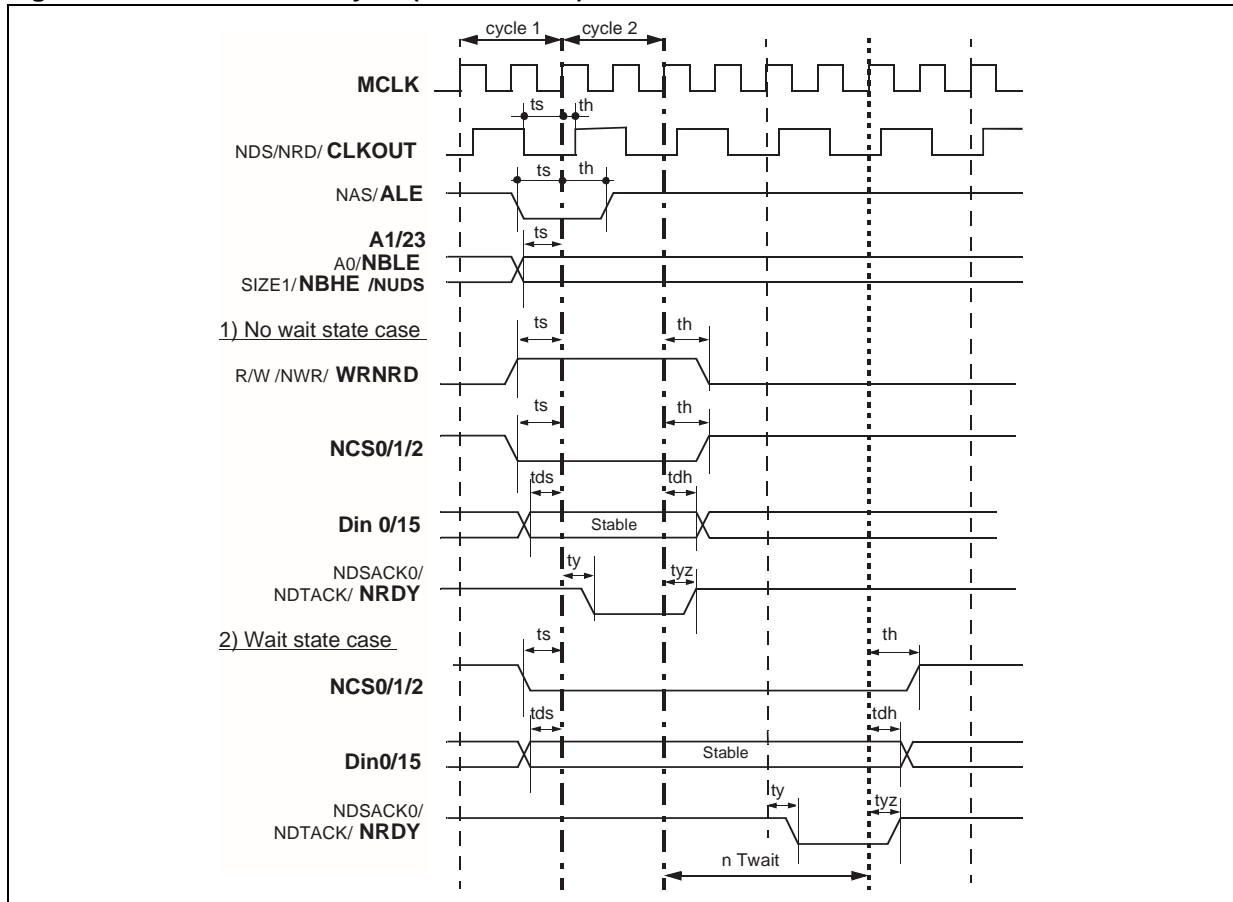 cycle 1 cycle 2
MCLK
ts th
NDS/NRD/ CLKOUT
ts th
NAS/ ALE
A1/23
ts
A0/ NBLE
SIZE1/ NBHE /NUDS
1) No wait state case
ts th
R/W /NWR/ WRNRD
ts th
NCS0/1/2
tds tdh
Din 0/15 Stable
NDSACK0/
ty tyz
NDTACK/ NRDY
2) Wait state case
ts th
NCS0/1/2
tds tdh
Din0/15 Stable
ty tyz
NDSACK0/
NDTACK/ NRDY
n Twait